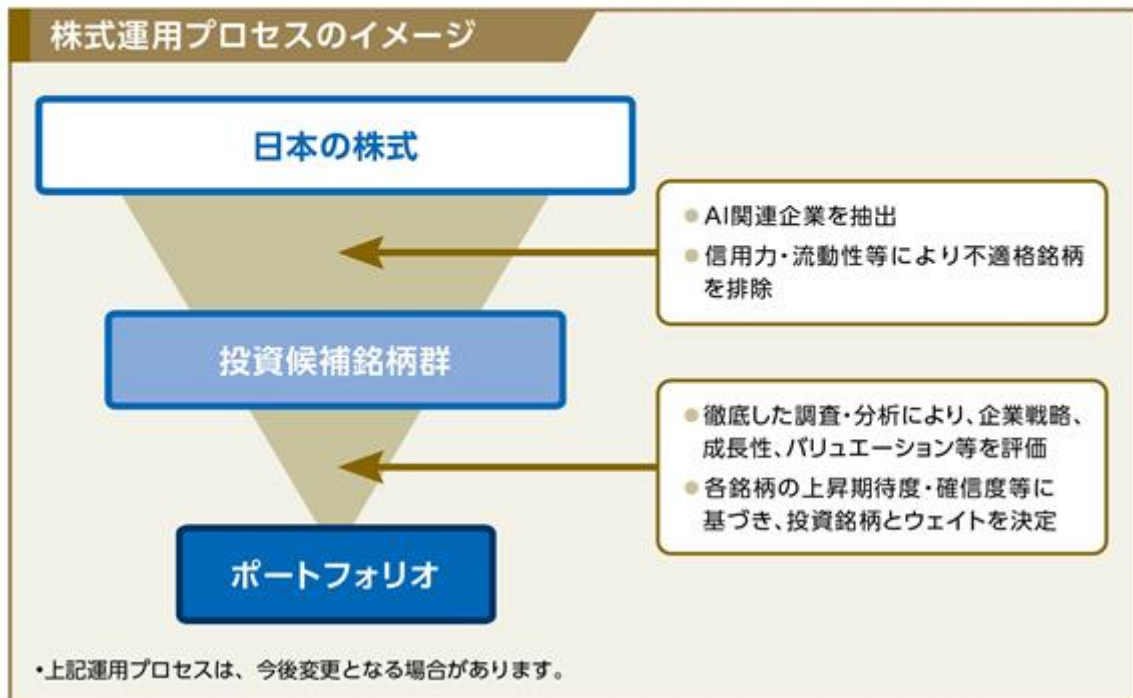 株式運用プロセスのイメージ
日本の株式
●AI関連企業を抽出
●信用力・流動性等により不適格銘柄
を排除
投資候補銘柄群
●徹底した調査・分析により、企業戦略、
成長性、バリュエーション等を評価
●各銘柄の上昇期待度・確信度等に
基づき、投資銘柄とウェイトを決定
ポートフォリオ
•上記運用プロセスは、今後変更となる場合があります。